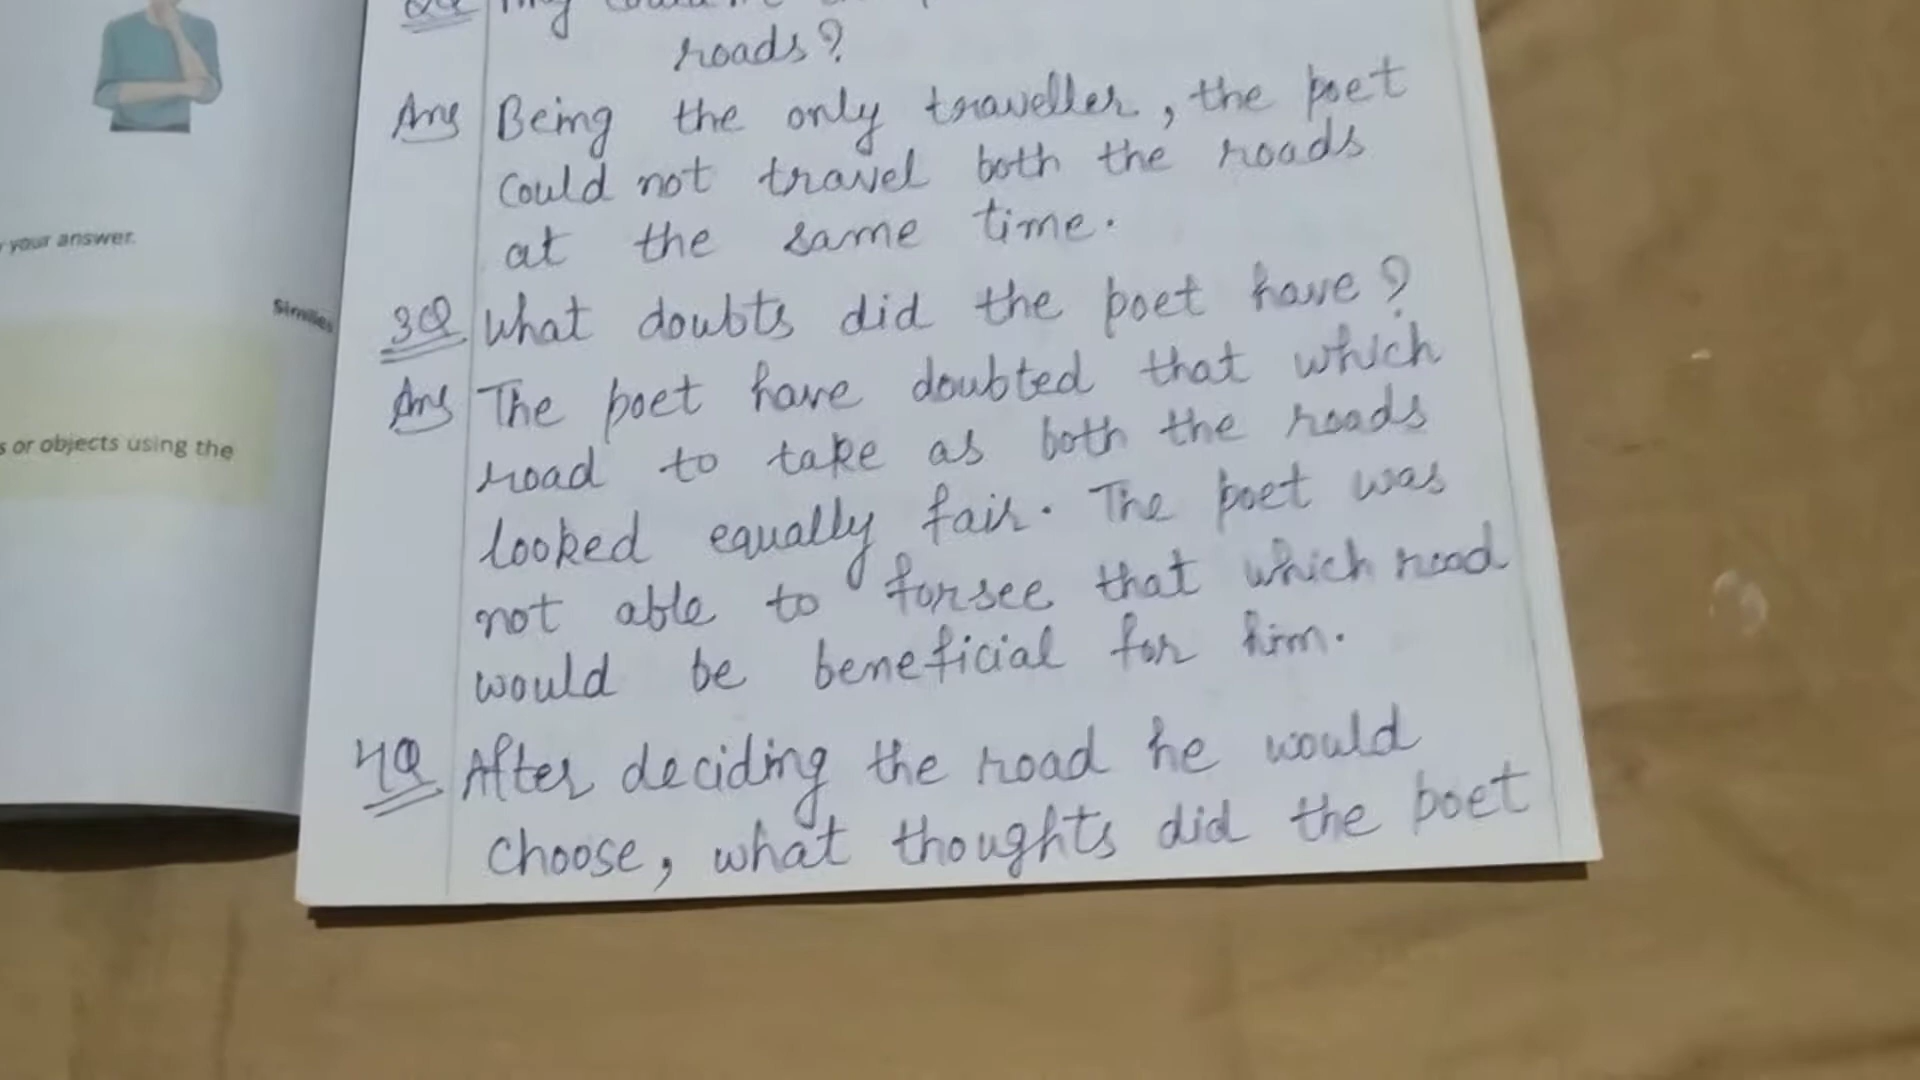 roads?
Ans Being the only traveller, the poet
could not travel both the roads
at the same time.
3Q What doubts did the poet have?
Ans The poet have doubted that which
road to take as both the roads
looked equally fair. The poet was
not able to forsee that which road
would be beneficial for him.
4Q After deciding the road he would
choose, what thoughts did the poet
your answer.
Similes
s or objects using the